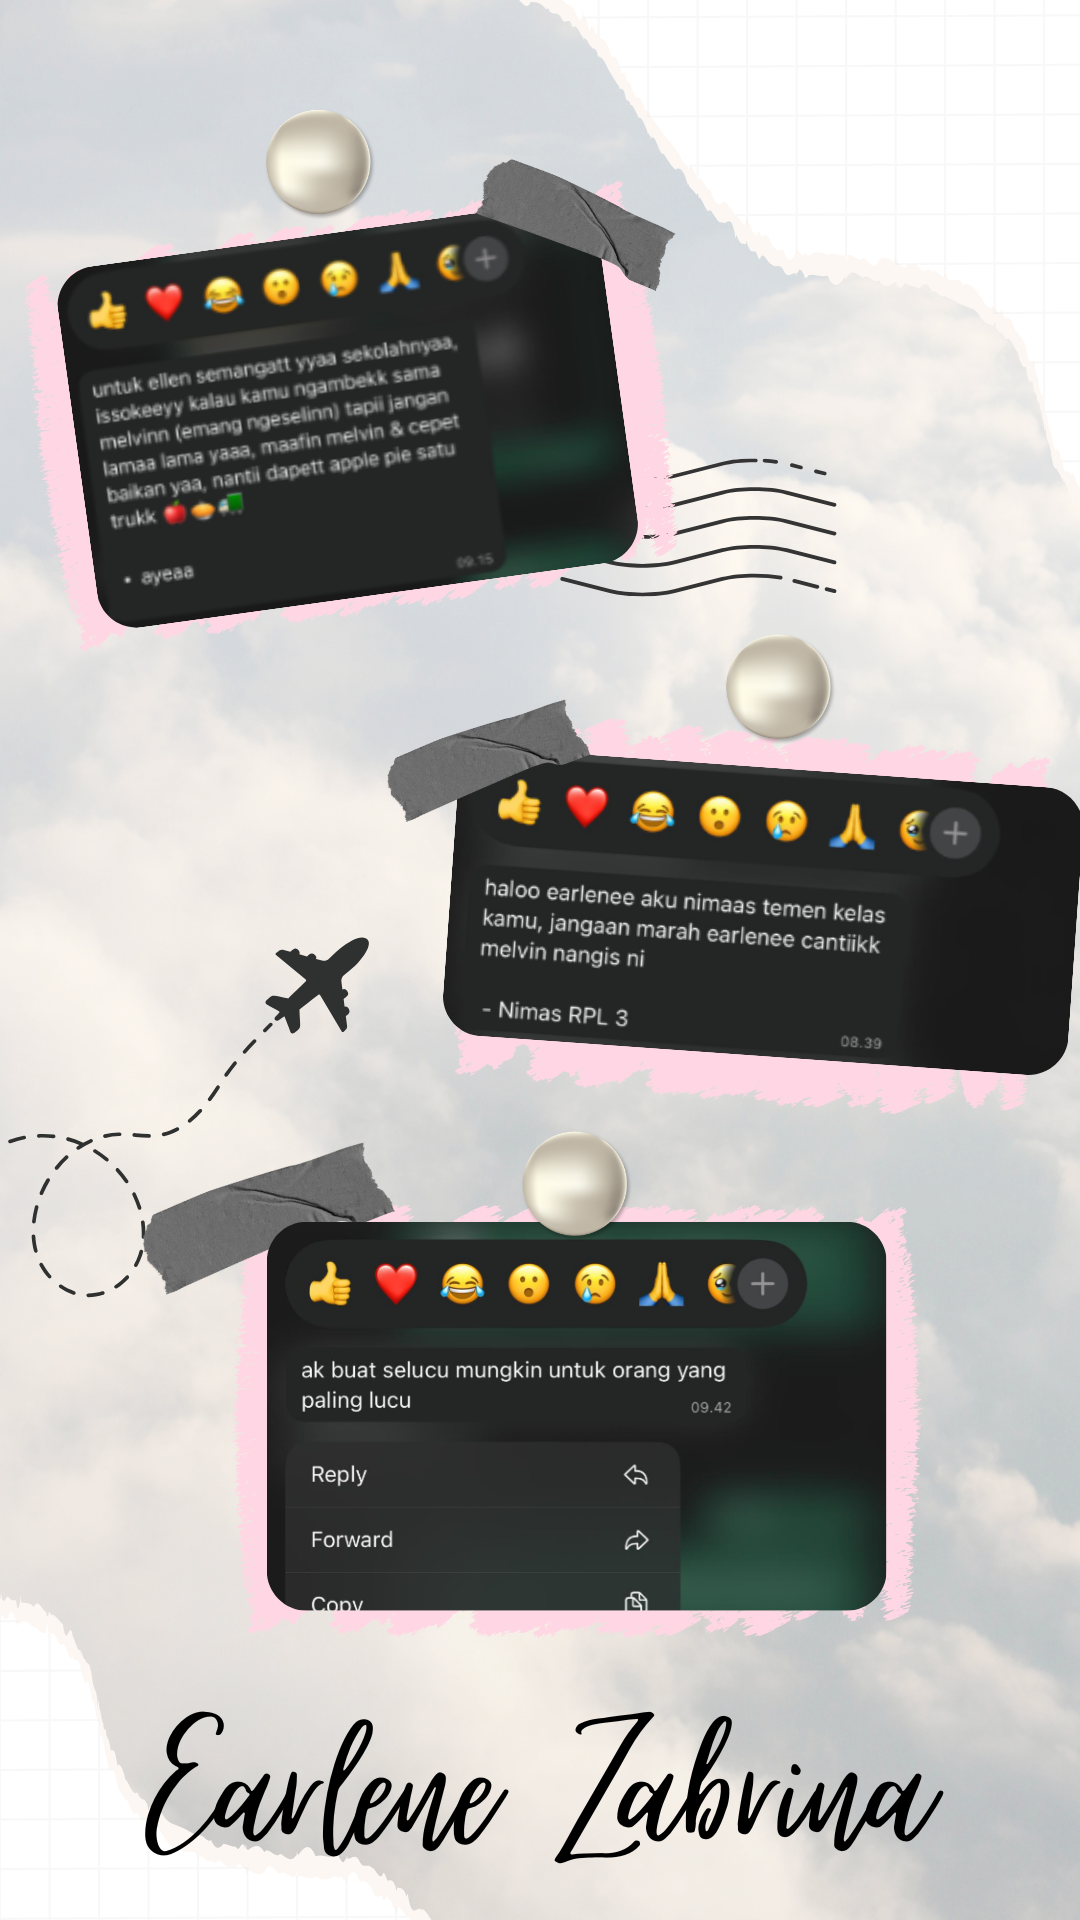 untuk ellen semangatt yyaa sekolahnyaa,
issokeeyy kalau kamu ngambekk sama
melvinn (emang ngeselinn) tapii jangan
lamaa lama yaaa, maafin melvin & cepet
baikan yaa, nantii dapett apple pie satu
trukk 🍎🥧🚛
• ayeaa
09.15
haloo earlenee aku nimaas temen kelas
kamu, jangaan marah earlenee cantiikk
melvin nangis ni
- Nimas RPL 3
08.39
ak buat selucu mungkin untuk orang yang
paling lucu
09.42
Reply
Forward
Copy
Earlene Zabrina